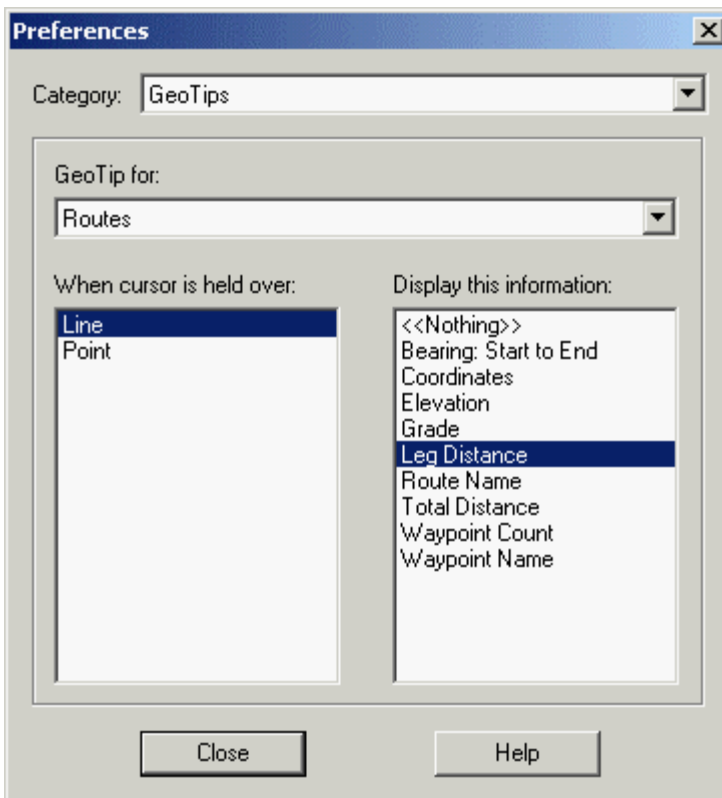 Preferences
Category: GeoTips
GeoTip for:
Routes
When cursor is held over:
Line
Point
Display this information:
<<Nothing>>
Bearing: Start to End
Coordinates
Elevation
Grade
Leg Distance
Route Name
Total Distance
Waypoint Count
Waypoint Name
Close
Help